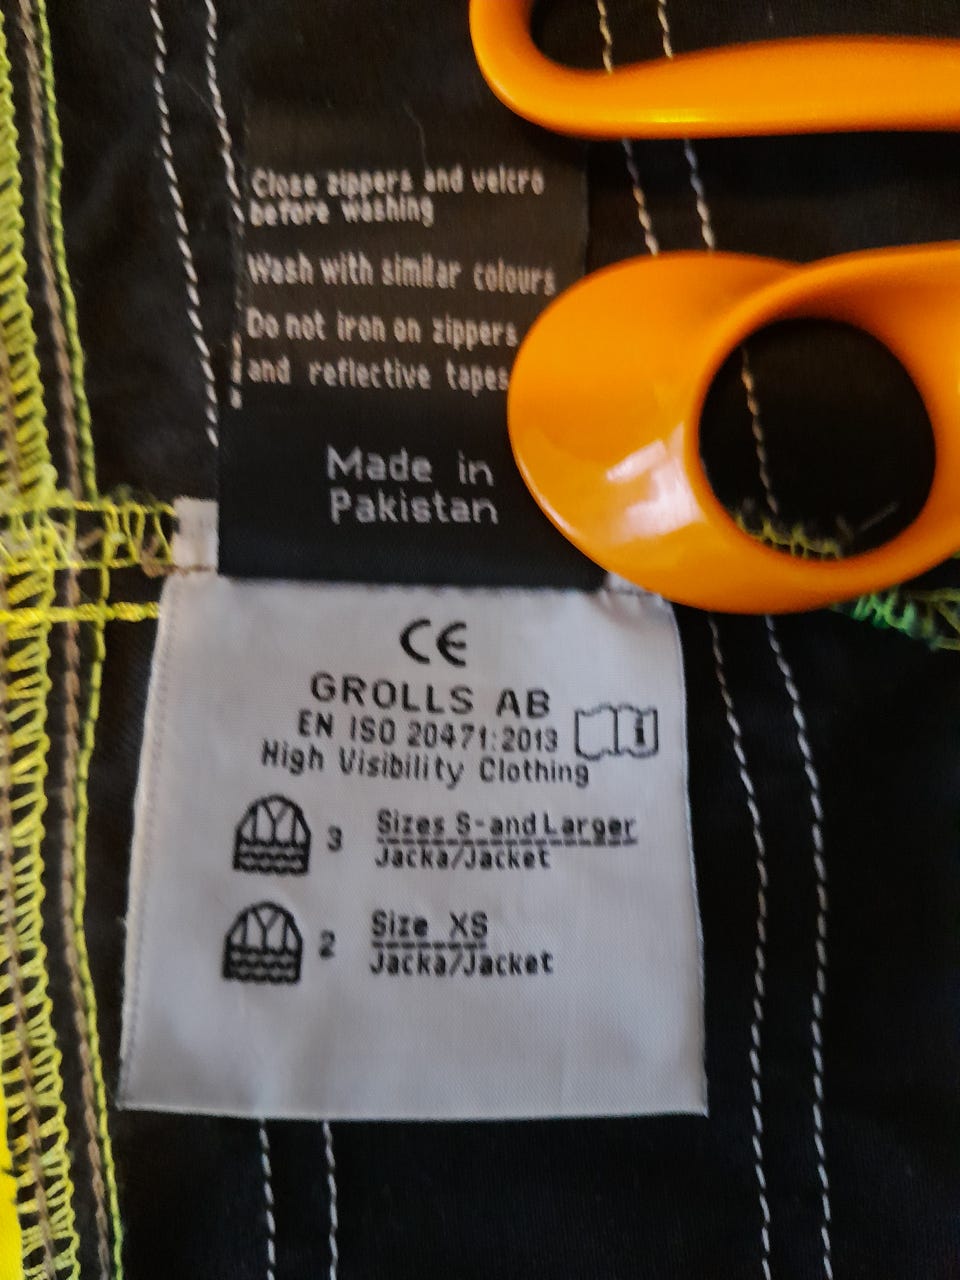 Close zippers and velcro
before washing
Wash with similar colours
Do not iron on zippers
and reflective tapes
Made in
Pakistan
CE
GROLLS AB
EN ISO 20471:2013
High Visibility Clothing
3 Sizes S-and Larger
Jacka/Jacket
2 Size XS
Jacka/Jacket